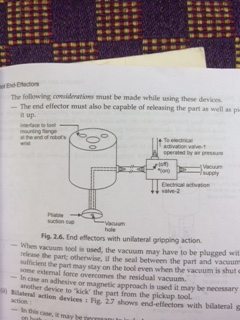 ot End-Effectors
The following considerations must be made while using these devices.
— The end effector must also be capable of releasing the part as well as
it up.
Interface to tool
mounting flange
at the end of robot's
wrist
To electrical
activation valve-1
operated by air pressure
(off)
(on)
Vacuum
supply
Electrical activation
valve-2
Pliable
suction cup
Vacuum
hole
Fig. 2.6. End effectors with unilateral gripping action.
— When vacuum tool is used, the vacuum may have to be plugged with
release the part; otherwise, if the seal between the part and vacuum
sufficient the part may stay on the tool even when the vacuum is shut
some external force overcomes the residual vacuum.
— In case an adhesive or magnetic approach is used it may be necessary
another device to 'kick' the part from the pickup tool.
Bilateral action devices : Fig. 2.7 shows end-effectors with bilateral
action :
— In this case, it may be